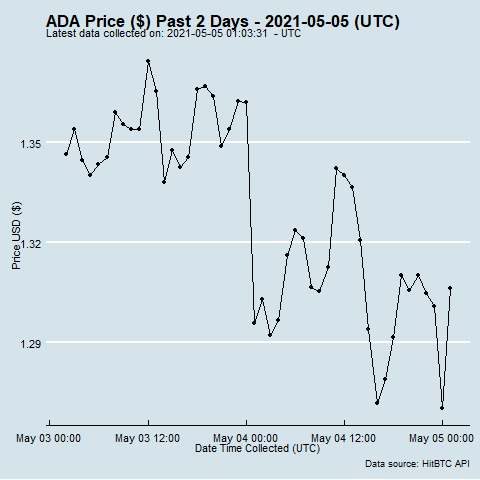 ADA Price ($) Past 2 Days - 2021-05-05 (UTC)
Latest data collected on: 2021-05-05 01:03:31 - UTC
1.35
1.32
1.29
Price USD ($)
May 03 00:00 May 03 12:00 May 04 00:00 May 04 12:00 May 05 00:00
Date Time Collected (UTC)
Data source: HitBTC API